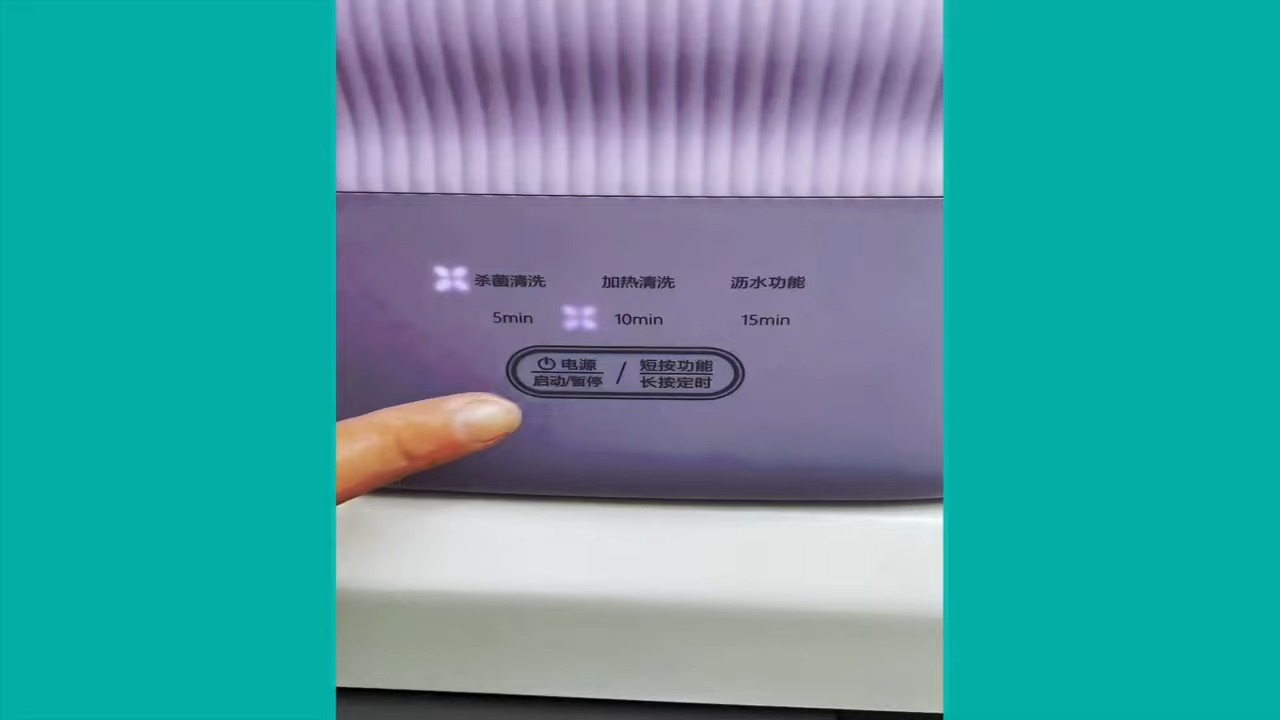 杀菌清洗 加热清洗 沥水功能
5min 10min 15min
电源 / 短按功能
启动/暂停 长按定时